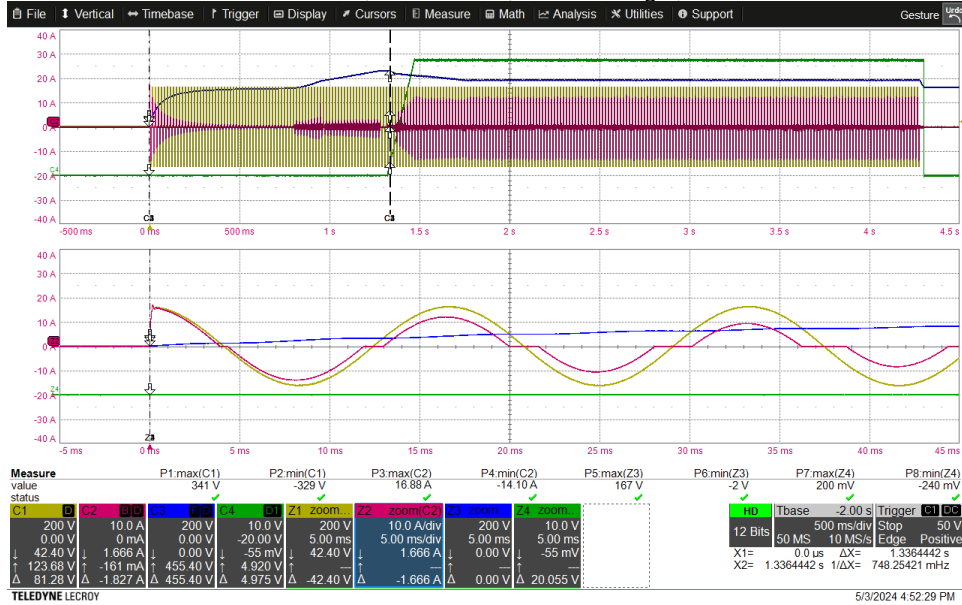 File Vertical Timebase Trigger Display Cursors Measure Math Analysis Utilities Support Gesture Undo
40 A
30 A
20 A
10 A
0 A
-10 A
-20 A
-30 A
-40 A
C4
C3
-500 ms 0 ms 500 ms 1 s 1.5 s 2 s 2.5 s 3 s 3.5 s 4 s 4.5 s
40 A
30 A
20 A
10 A
0 A
-10 A
-20 A
-30 A
-40 A
Z4
-5 ms 0 ms 5 ms 10 ms 15 ms 20 ms 25 ms 30 ms 35 ms 40 ms 45 ms
Measure P1:max(C1) P2:min(C1) P3:max(C2) P4:min(C2) P5:max(Z3) P6:min(Z3) P7:max(Z4) P8:min(Z4)
value 341 V -329 V 16.88 A -14.10 A 167 V -2 V 200 mV -240 mV
status
C1 D C2 C3 C4 Z1 zoom... Z2 zoom(C2) Z3 zoom... Z4 zoom... HD Tbase -2.00 s Trigger C1 DC
200 V 10.0 A 200 V 10.0 V 200 V 10.0 A/div 200 V 10.0 V 12 Bits 500 ms/div Stop 50 V
0.00 V 0 mA 0.00 V -20.00 V 5.00 ms 5.00 ms/div 5.00 ms 5.00 ms 50 MS 10 MS/s Edge Positive
↓ 42.40 V ↓ 1.666 A ↓ 0.00 V ↓ -55 mV ↓ 42.40 V ↓ 1.666 A ↓ 0.00 V ↓ -55 mV X1= 0.0 µs ΔX= 1.3364442 s
↑ 123.68 V ↑ -161 mA ↑ 455.40 V ↑ 4.920 V ↑ --- ↑ --- ↑ --- ↑ --- X2= 1.3364442 s 1/ΔX= 748.25421 mHz
Δ 81.28 V Δ -1.827 A Δ 455.40 V Δ 4.975 V Δ -42.40 V Δ -1.666 A Δ 0.00 V Δ 20.055 V
TELEDYNE LECROY 5/3/2024 4:52:29 PM